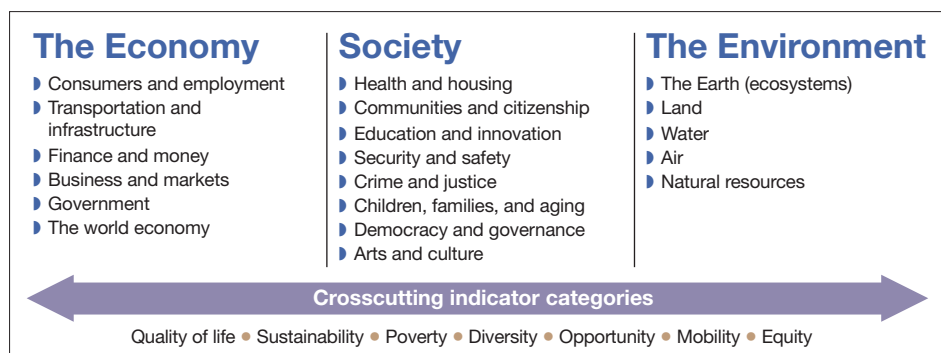 The Economy
Consumers and employment
Transportation and
infrastructure
Finance and money
Business and markets
Government
The world economy
Society
Health and housing
Communities and citizenship
Education and innovation
Security and safety
Crime and justice
Children, families, and aging
Democracy and governance
Arts and culture
The Environment
The Earth (ecosystems)
Land
Water
Air
Natural resources
Crosscutting indicator categories
Quality of life • Sustainability • Poverty • Diversity • Opportunity • Mobility • Equity